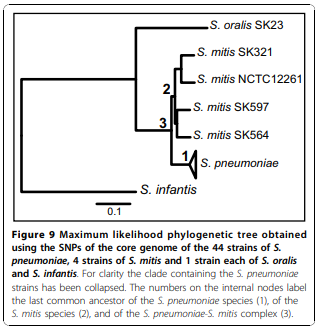 S. oralis SK23
S. mitis SK321
S. mitis NCTC12261
2
S. mitis SK597
3
S. mitis SK564
1
S. pneumoniae
S. infantis
0.1
Figure 9 Maximum likelihood phylogenetic tree obtained
using the SNPs of the core genome of the 44 strains of S.
pneumoniae, 4 strains of S. mitis and 1 strain each of S. oralis
and S. infantis. For clarity the clade containing the S. pneumoniae
strains has been collapsed. The numbers on the internal nodes label
the last common ancestor of the S. pneumoniae species (1), of the
S. mitis species (2), and of the S. pneumoniae-S. mitis complex (3).